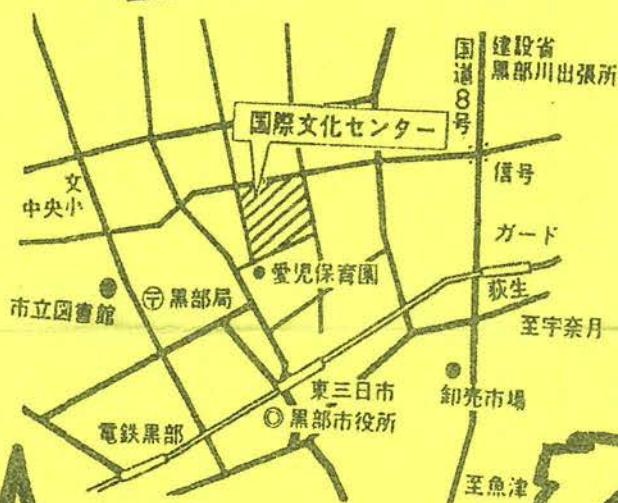 国道8号
建設省
黒部川出張所
国際文化センター
信号
文
中央小
ガード
愛児保育園
荻生
市立図書館
〒黒部局
至宇奈月
東三日市
卸売市場
◎黒部市役所
電鉄黒部
至魚津